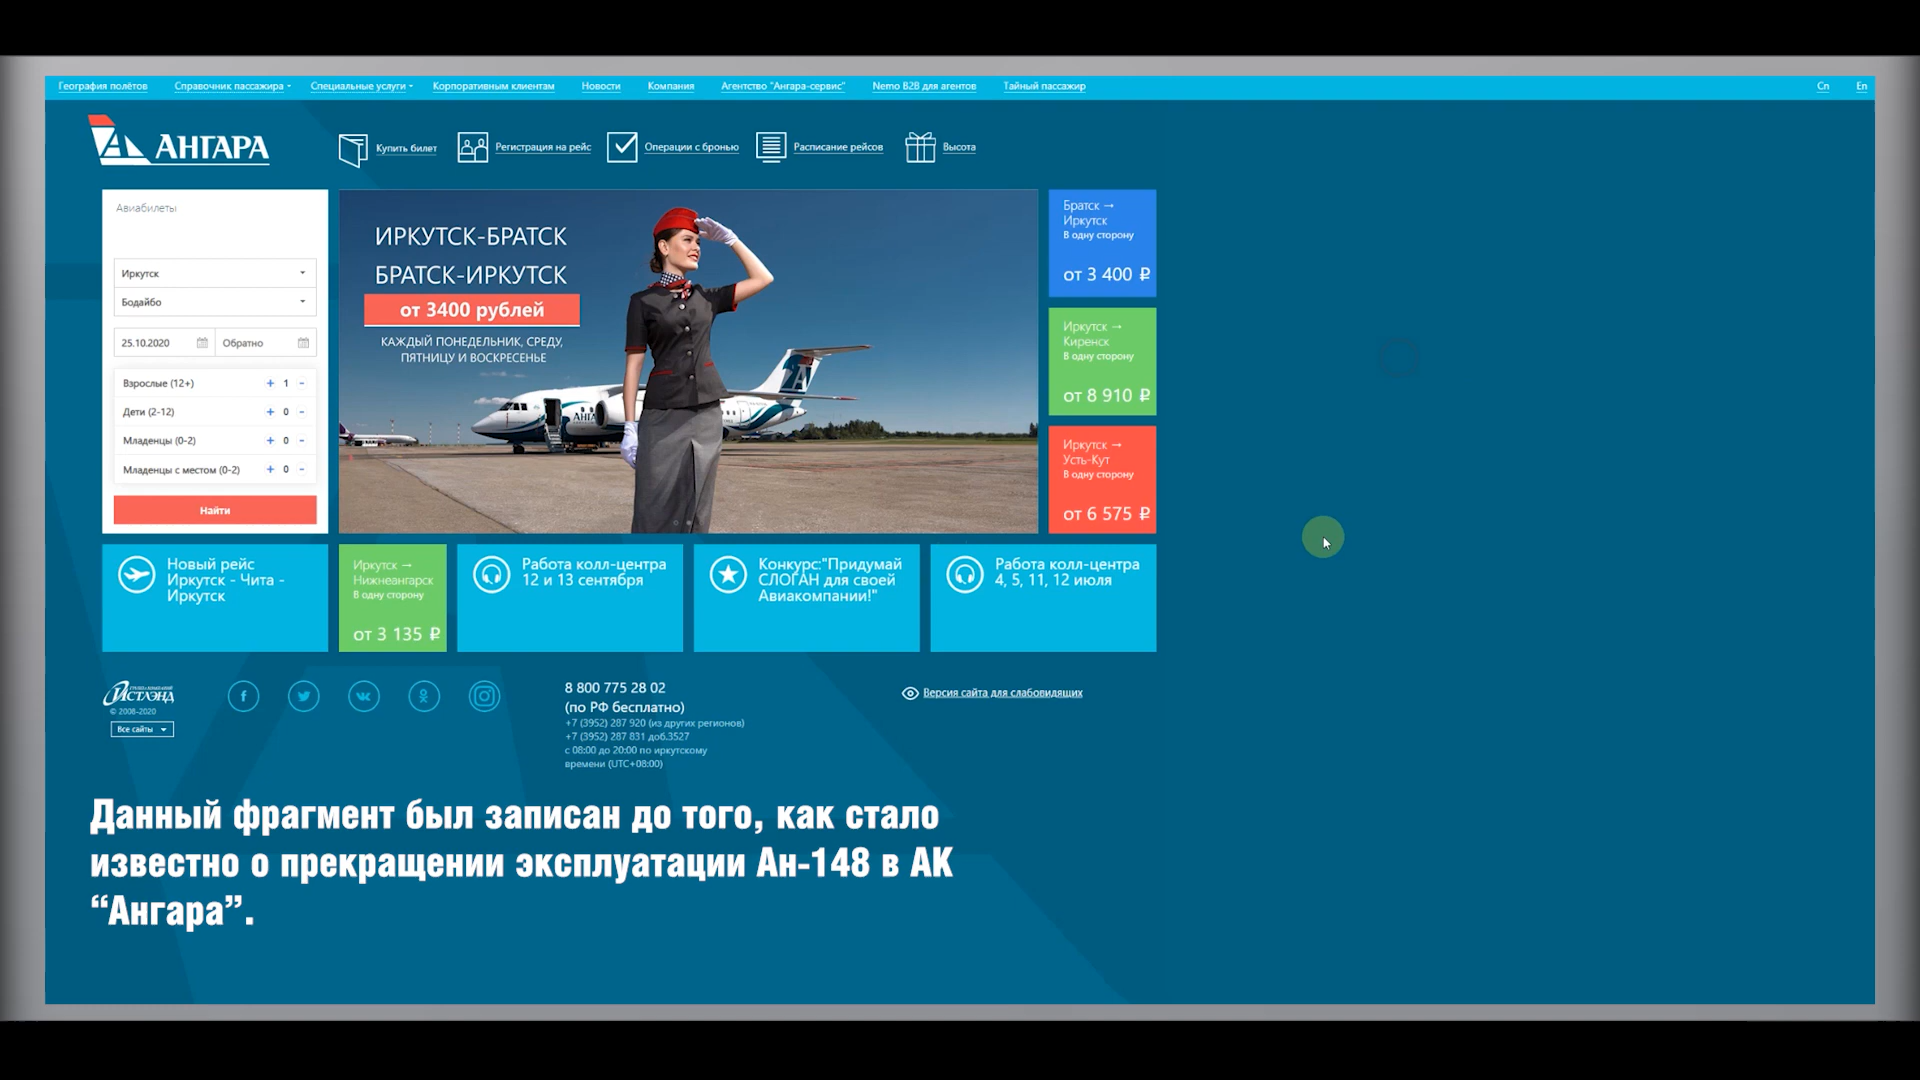 География полётов
Справочник пассажира
Специальные услуги
Корпоративным клиентам
Новости
Компания
Агентство "Ангара-сервис"
Nemo B2B для агентов
Тайный пассажир
Cn
En
АНГАРА
Купить билет
Регистрация на рейс
Операции с бронью
Расписание рейсов
Высота
Авиабилеты
Иркутск
Бодайбо
25.10.2020
Обратно
Взрослые (12+)
+ 1 -
Дети (2-12)
+ 0 -
Младенцы (0-2)
+ 0 -
Младенцы с местом (0-2)
+ 0 -
Найти
ИРКУТСК-БРАТСК
БРАТСК-ИРКУТСК
от 3400 рублей
КАЖДЫЙ ПОНЕДЕЛЬНИК, СРЕДУ,
ПЯТНИЦУ И ВОСКРЕСЕНЬЕ
Братск →
Иркутск
В одну сторону
от 3 400 ₽
Иркутск →
Киренск
В одну сторону
от 8 910 ₽
Иркутск →
Усть-Кут
В одну сторону
от 6 575 ₽
Новый рейс
Иркутск - Чита -
Иркутск
Иркутск →
Нижнеангарск
В одну сторону
от 3 135 ₽
Работа колл-центра
12 и 13 сентября
Конкурс:"Придумай
СЛОГАН для своей
Авиакомпании!"
Работа колл-центра
4, 5, 11, 12 июля
ИСТЛЭНД
© 2008-2020
Все сайты
8 800 775 28 02
(по РФ бесплатно)
+7 (3952) 287 920 (из других регионов)
+7 (3952) 287 831 доб.3527
с 08:00 до 20:00 по иркутскому
времени (UTC+08:00)
Версия сайта для слабовидящих
Данный фрагмент был записан до того, как стало
известно о прекращении эксплуатации Ан-148 в АК
“Ангара”.